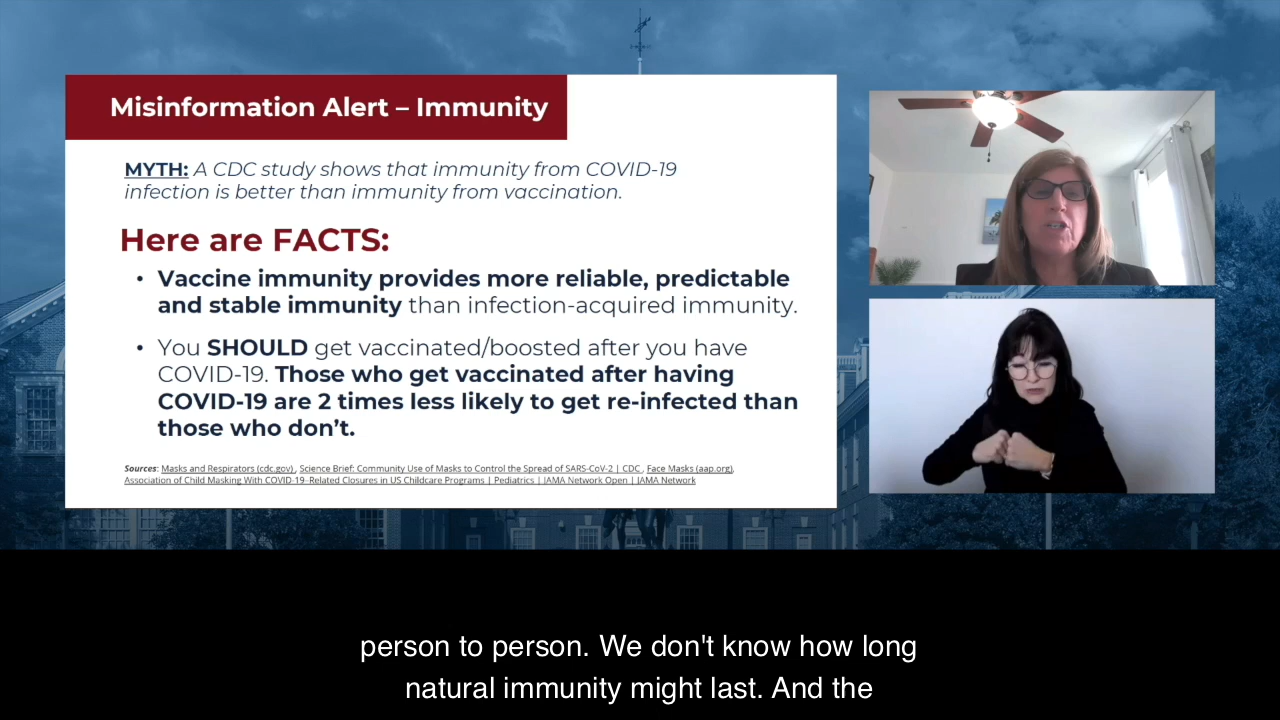 Misinformation Alert – Immunity
MYTH: A CDC study shows that immunity from COVID-19
infection is better than immunity from vaccination.
Here are FACTS:
• Vaccine immunity provides more reliable, predictable
and stable immunity than infection-acquired immunity.
• You SHOULD get vaccinated/boosted after you have
COVID-19. Those who get vaccinated after having
COVID-19 are 2 times less likely to get re-infected than
those who don't.
Sources: Masks and Respirators (cdc.gov) , Science Brief: Community Use of Masks to Control the Spread of SARS-CoV-2 | CDC , Face Masks (aap.org),
Association of Child Masking With COVID-19–Related Closures in US Childcare Programs | Pediatrics | JAMA Network Open | JAMA Network
person to person. We don't know how long
natural immunity might last. And the